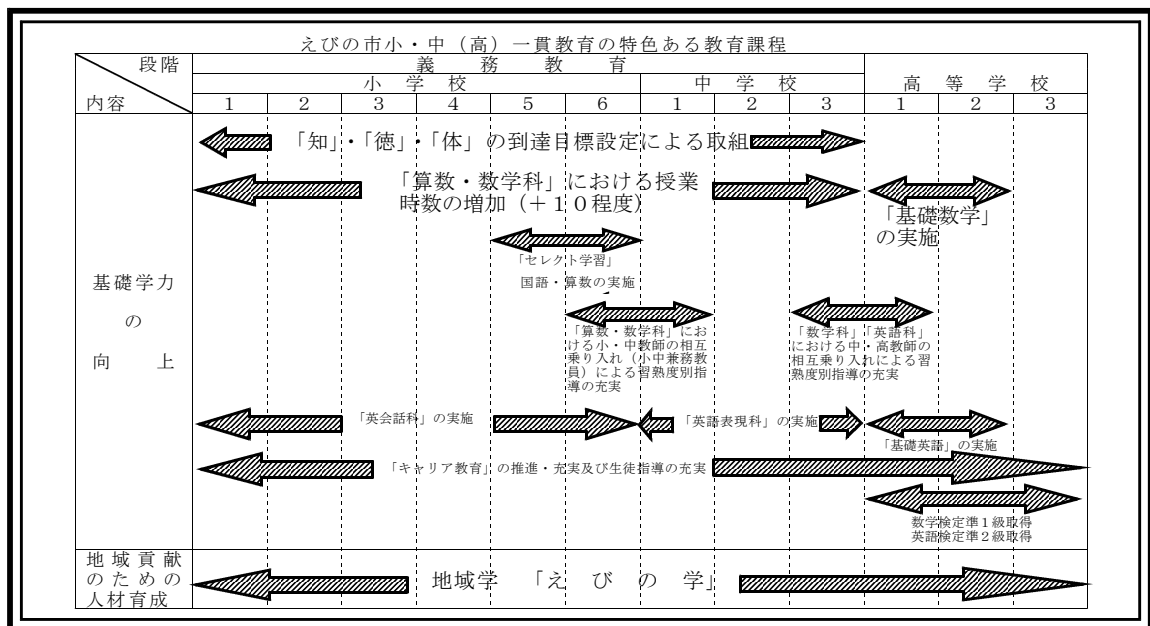 えびの市小・中（高）一貫教育の特色ある教育課程
段階
内容
義務教育
小学校
中学校
高等学校
1 2 3 4 5 6 1 2 3 1 2 3
基礎学力
の
向上
「知」・「徳」・「体」の到達目標設定による取組
「算数・数学科」における授業
時数の増加（＋１０程度）
「基礎数学」
の実施
「セレクト学習」
国語・算数の実施
「算数・数学科」にお
ける小・中教師の相互
乗り入れ（小中兼務教
員）による習熟度別指
導の充実
「数学科」「英語科」
における中・高教師の
相互乗り入れによる習
熟度別指導の充実
「英会話科」の実施
「英語表現科」の実施
「基礎英語」の実施
「キャリア教育」の推進・充実及び生徒指導の充実
数学検定準１級取得
英語検定準２級取得
地域貢献
のための
人材育成
地域学　「えびの学」